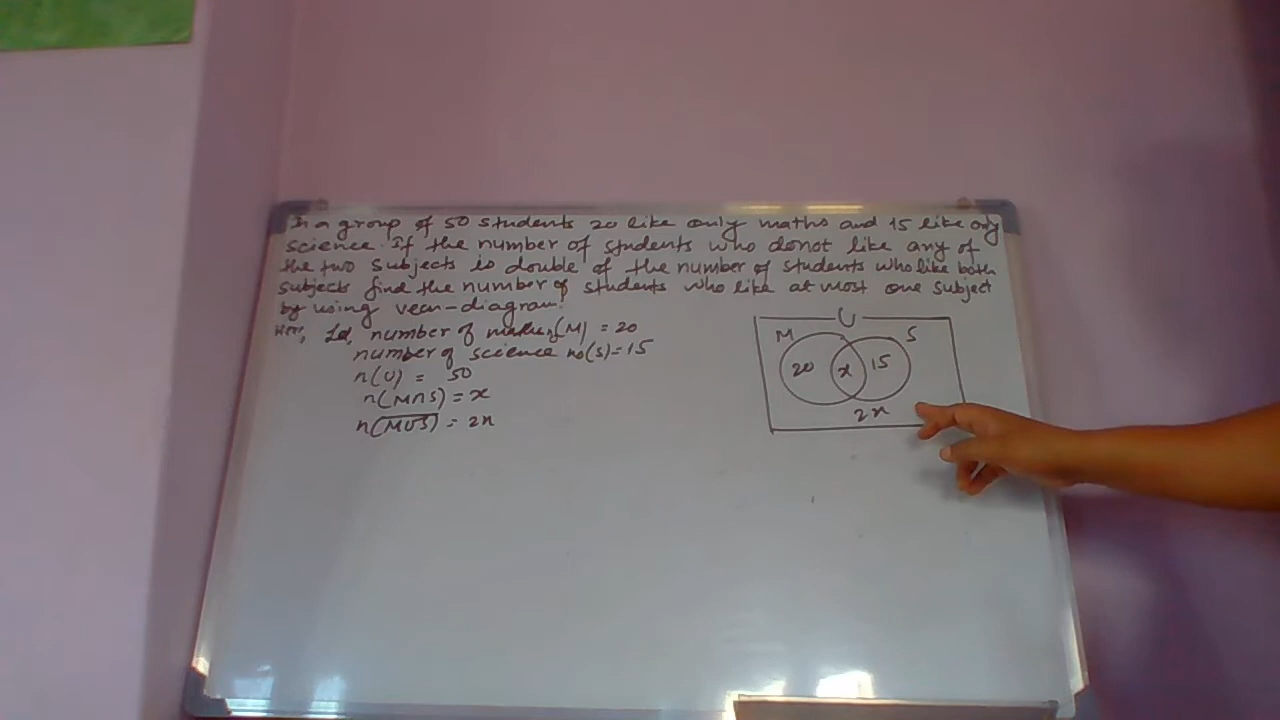 In a group of 50 students 20 like only maths and 15 like only
science. If the number of students who donot like any of
the two subjects is double of the number of students who like both
subjects find the number of students who like at most one subject
by using venn-diagram.
Here, Let, number of n(M) = 20
number of science no(S) = 15
n(U) = 50
n(M∩S) = x
n(M∪S)‾ = 2x
U
M S
20 x 15
2x